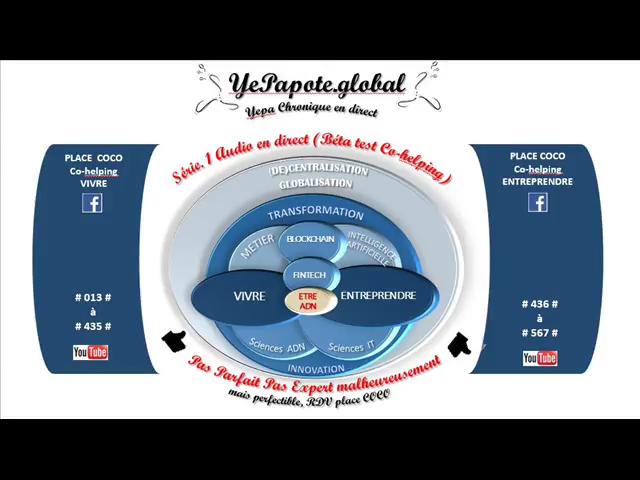 YePapote.global
Yepa Chronique en direct
Série. 1 Audio en direct (Béta test Co-helping)
PLACE COCO
Co-helping
VIVRE
f
# 013 #
à
# 435 #
YouTube
(DE)CENTRALISATION
GLOBALISATION
TRANSFORMATION
METIER
BLOCKCHAIN
INTELLIGENCE
ARTIFICIELLE
FINTECH
VIVRE
ETRE
ADN
ENTREPRENDRE
Sciences ADN
Sciences IT
INNOVATION
PLACE COCO
Co-helping
ENTREPRENDRE
f
# 436 #
à
# 567 #
YouTube
Pas Parfait Pas Expert malheureusement
mais perfectible, RDV place COCO